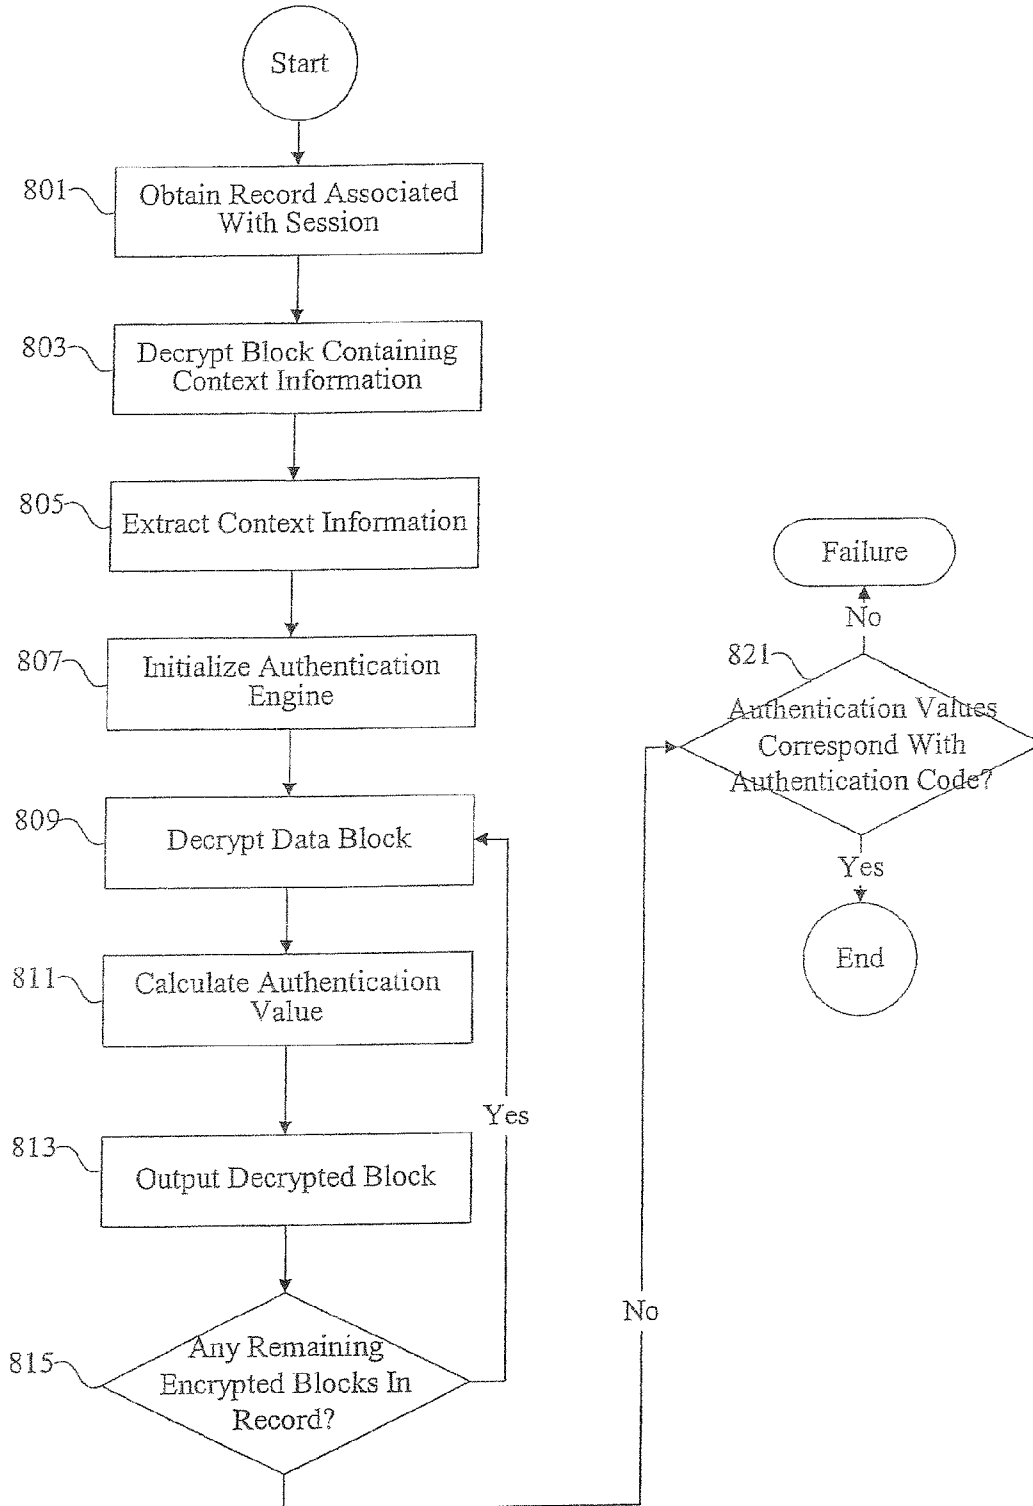 Start
801
Obtain Record Associated
With Session
803
Decrypt Block Containing
Context Information
805
Extract Context Information
807
Initialize Authentication
Engine
809
Decrypt Data Block
811
Calculate Authentication
Value
Yes
813
Output Decrypted Block
815
Any Remaining
Encrypted Blocks In
Record?
No
Failure
No
821
Authentication Values
Correspond With
Authentication Code?
Yes
End